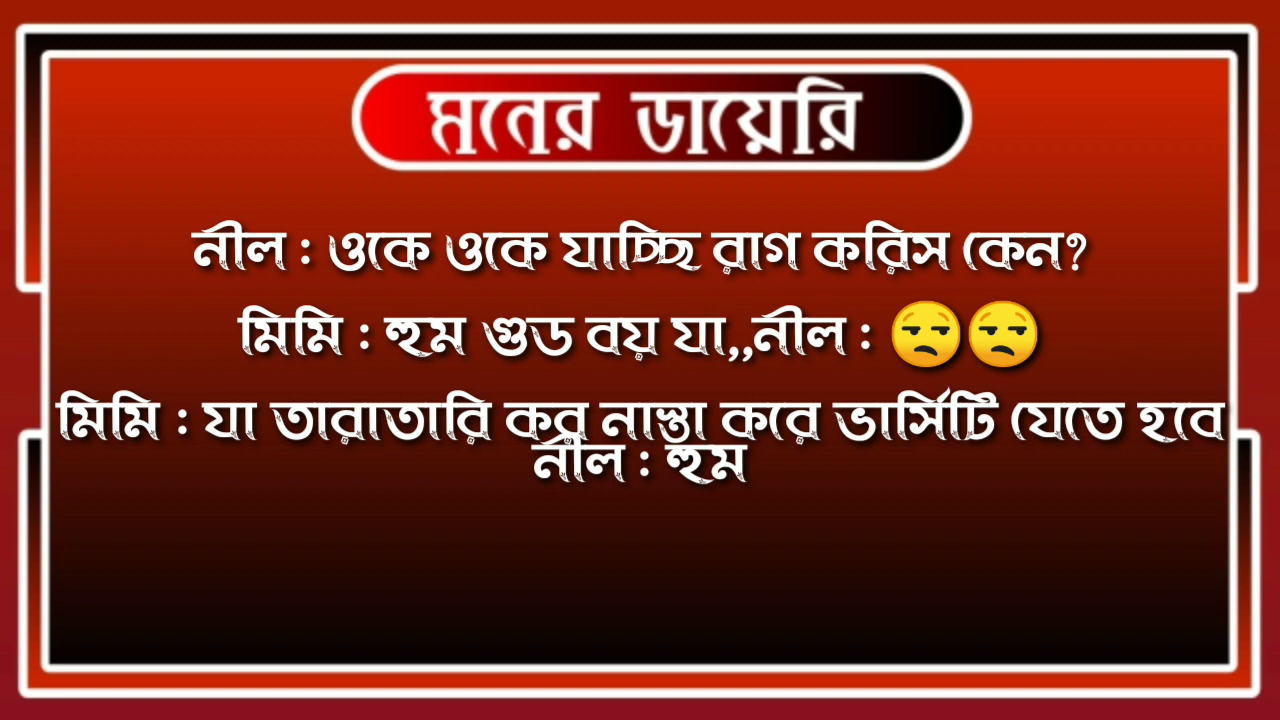 মনের ডায়েরি
নীল : ওকে ওকে যাচ্ছি রাগ করিস কেন?
মিমি : হুম গুড বয় যা,,নীল : 😒😒
মিমি : যা তারাতারি কর নাস্তা করে ভার্সিটি যেতে হবে
নীল : হুম